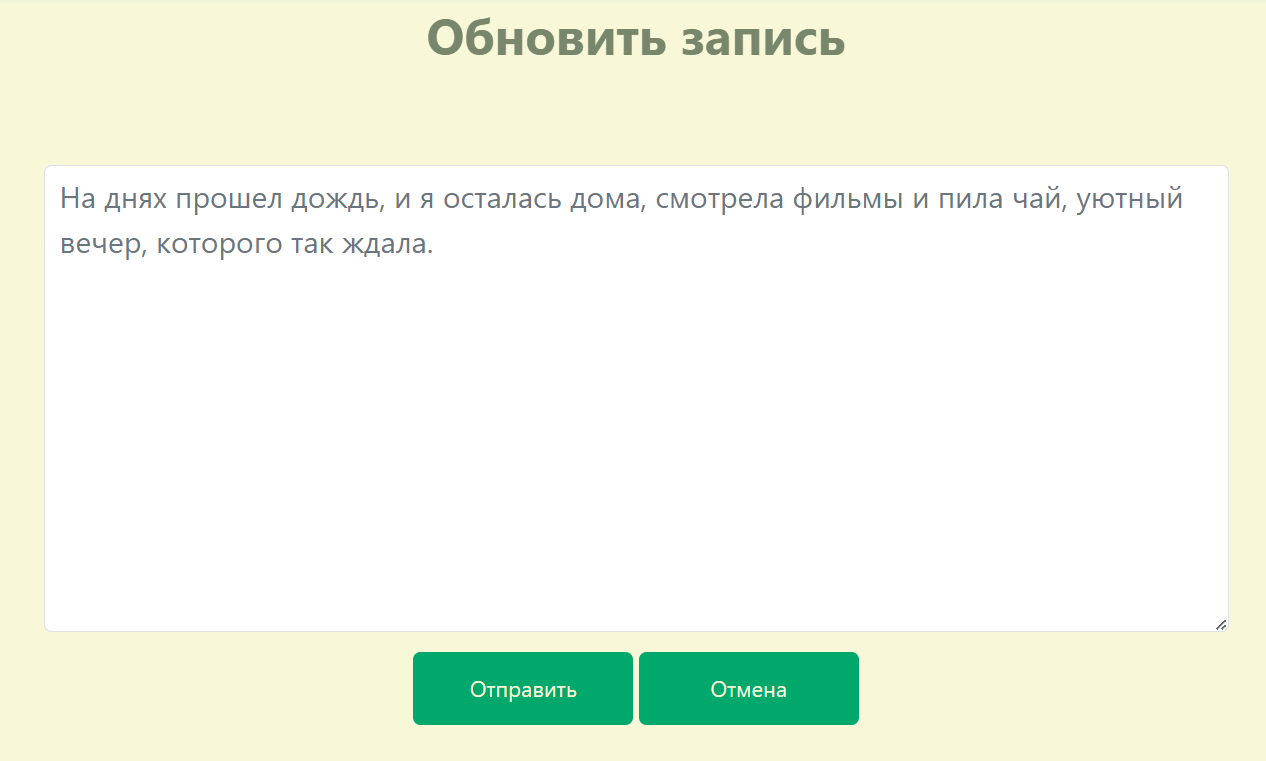 Обновить запись
На днях прошел дождь, и я осталась дома, смотрела фильмы и пила чай, уютный
вечер, которого так ждала.
Отправить
Отмена